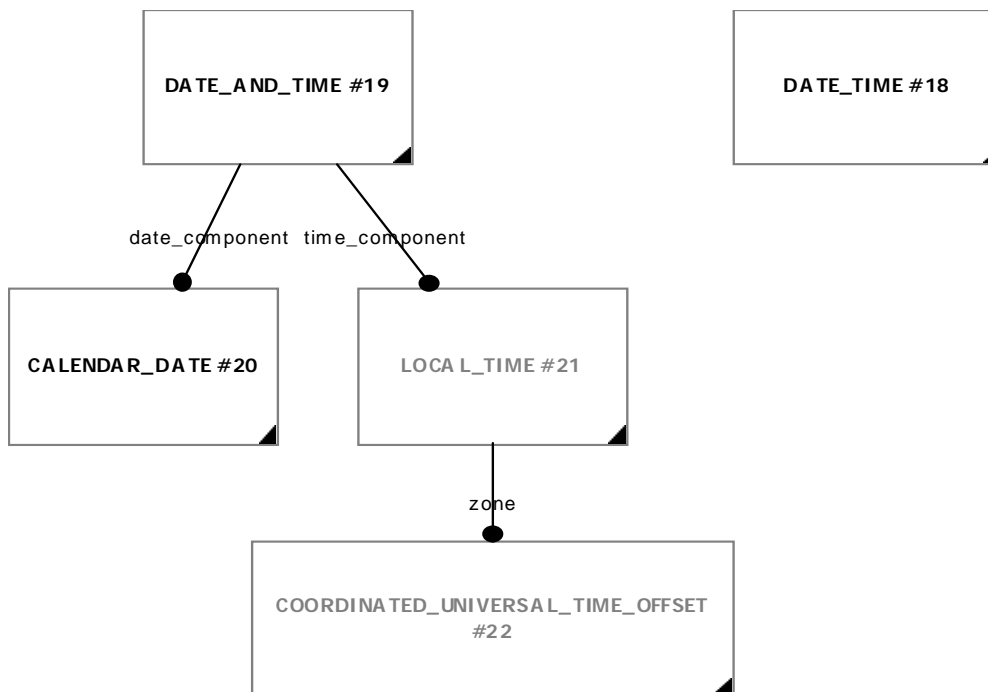 DATE_AND_TIME #19
DATE_TIME #18
date_component
time_component
CALENDAR_DATE #20
LOCAL_TIME #21
zone
COORDINATED_UNIVERSAL_TIME_OFFSET
#22